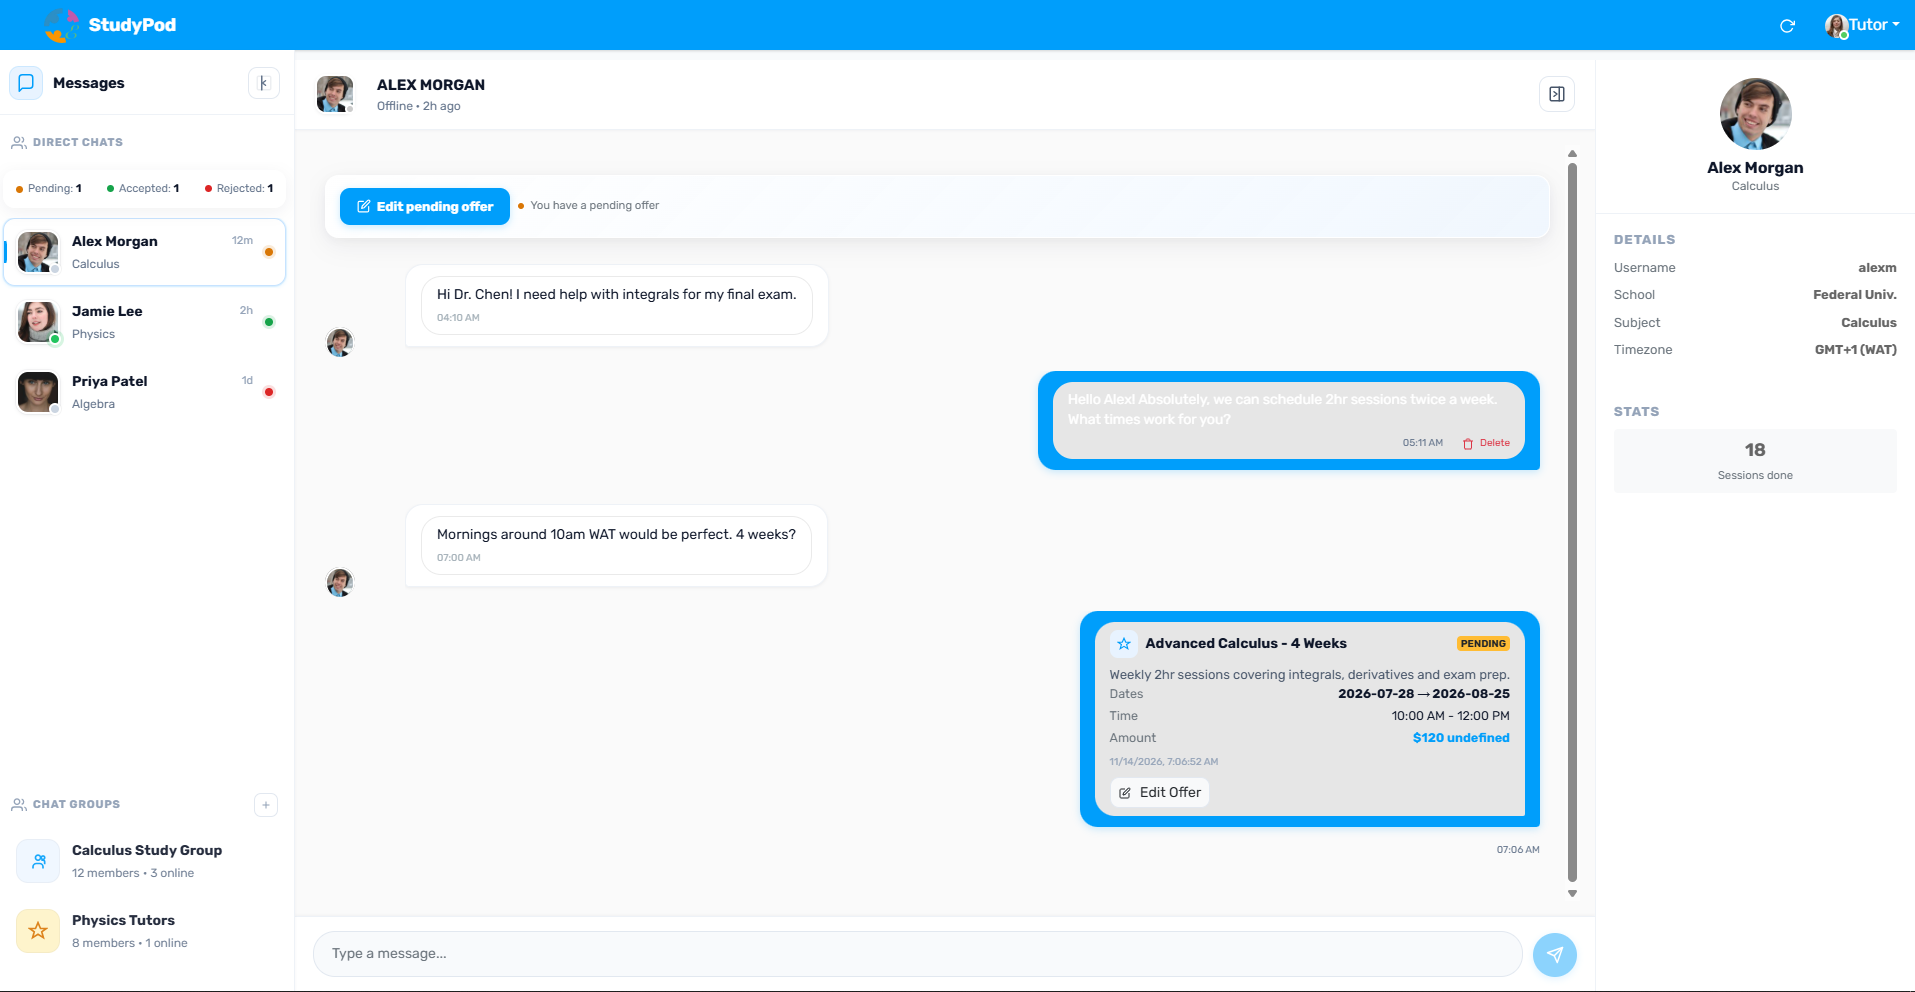 StudyPod
Tutor
Messages
DIRECT CHATS
Pending: 1
Accepted: 1
Rejected: 1
Alex Morgan
12m
Calculus
Jamie Lee
2h
Physics
Priya Patel
1d
Algebra
CHAT GROUPS
+
Calculus Study Group
12 members • 3 online
Physics Tutors
8 members • 1 online
ALEX MORGAN
Offline • 2h ago
Edit pending offer
You have a pending offer
Hi Dr. Chen! I need help with integrals for my final exam.
04:10 AM
Hello Alex! Absolutely, we can schedule 2hr sessions twice a week.
What times work for you?
05:11 AM
Delete
Mornings around 10am WAT would be perfect. 4 weeks?
07:00 AM
Advanced Calculus - 4 Weeks
PENDING
Weekly 2hr sessions covering integrals, derivatives and exam prep.
Dates
2026-07-28 → 2026-08-25
Time
10:00 AM - 12:00 PM
Amount
$120 undefined
11/14/2026, 7:06:52 AM
Edit Offer
07:06 AM
Type a message...
Alex Morgan
Calculus
DETAILS
Username
alexm
School
Federal Univ.
Subject
Calculus
Timezone
GMT+1 (WAT)
STATS
18
Sessions done